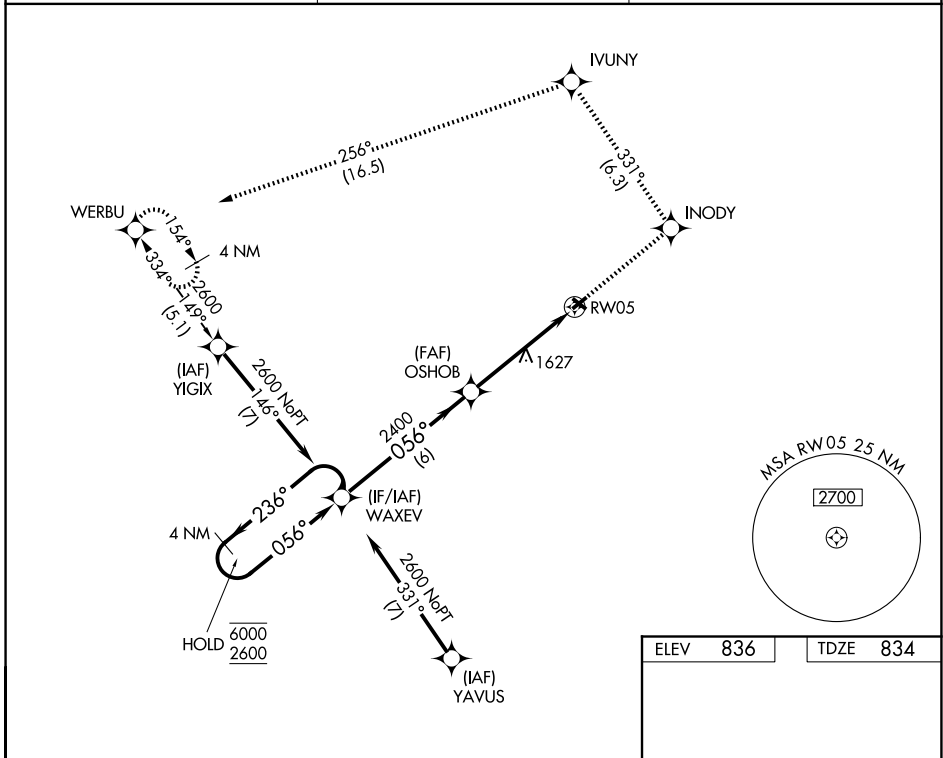 IVUNY
256°
(16.5)
331°
(6.3)
WERBU
154°
4 NM
INODY
334°
2600
149°
(5.1)
RW05
(IAF)
YIGIX
2600 NoPT
146°
(7)
(FAF)
OSHOB
1627
2400
056°
(6)
MSA RW05 25 NM
2700
236°
(IF/IAF)
WAXEV
4 NM
056°
2600 NoPT
331°
(7)
HOLD
6000
2600
(IAF)
YAVUS
ELEV 836
TDZE 834